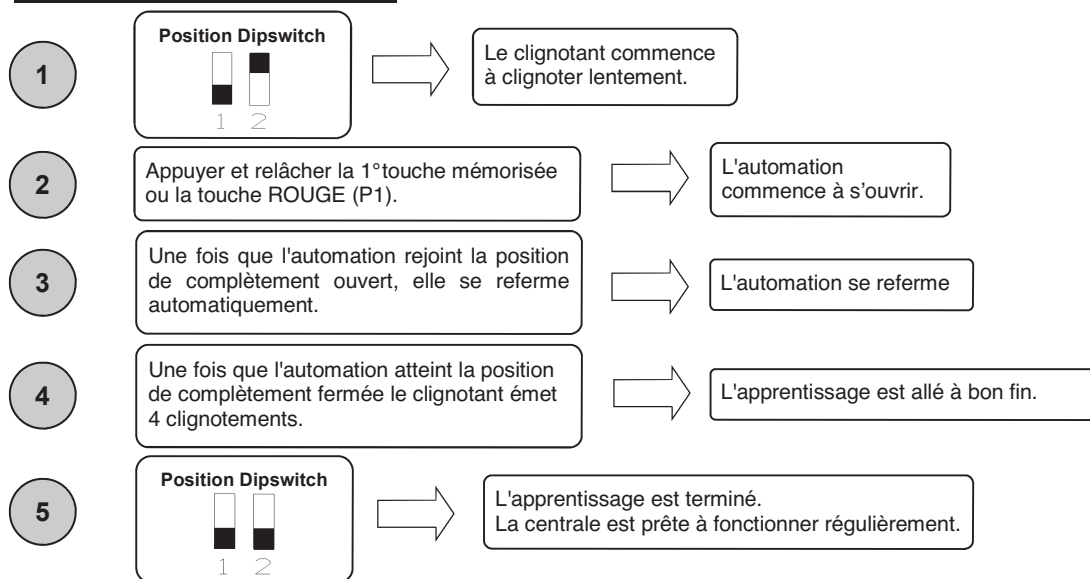 1
Position Dipswitch
1 2
Le clignotant commence
à clignoter lentement.
2
Appuyer et relâcher la 1°touche mémorisée
ou la touche ROUGE (P1).
L'automation
commence à s'ouvrir.
3
Une fois que l'automation rejoint la position
de complètement ouvert, elle se referme
automatiquement.
L'automation se referme
4
Une fois que l'automation atteint la position
de complètement fermée le clignotant émet
4 clignotements.
L'apprentissage est allé à bon fin.
5
Position Dipswitch
1 2
L'apprentissage est terminé.
La centrale est prête à fonctionner régulièrement.